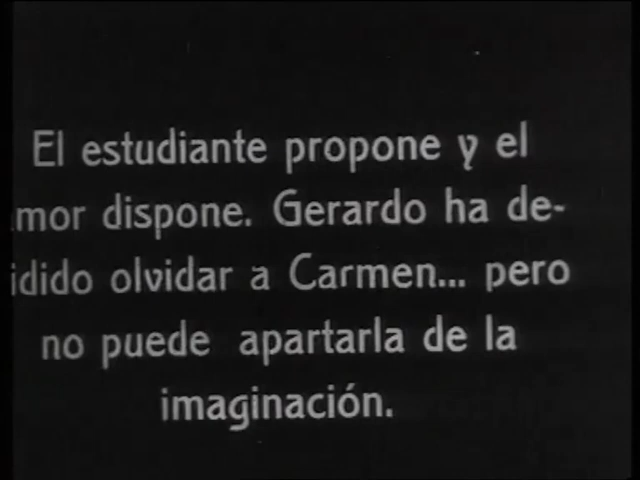 El estudiante propone y el
mor dispone. Gerardo ha de-
idido olvidar a Carmen... pero
no puede apartarla de la
imaginación.